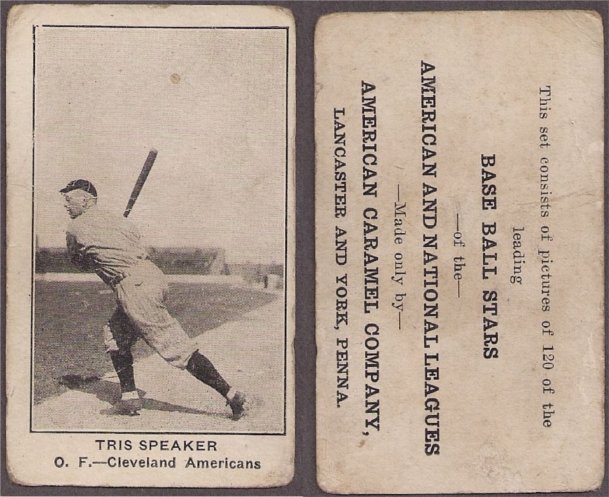 TRIS SPEAKER
O. F.—Cleveland Americans
This set consists of pictures of 120 of the
leading
BASE BALL STARS
—of the—
AMERICAN AND NATIONAL LEAGUES
—Made only by—
AMERICAN CARAMEL COMPANY,
LANCASTER AND YORK, PENNA.